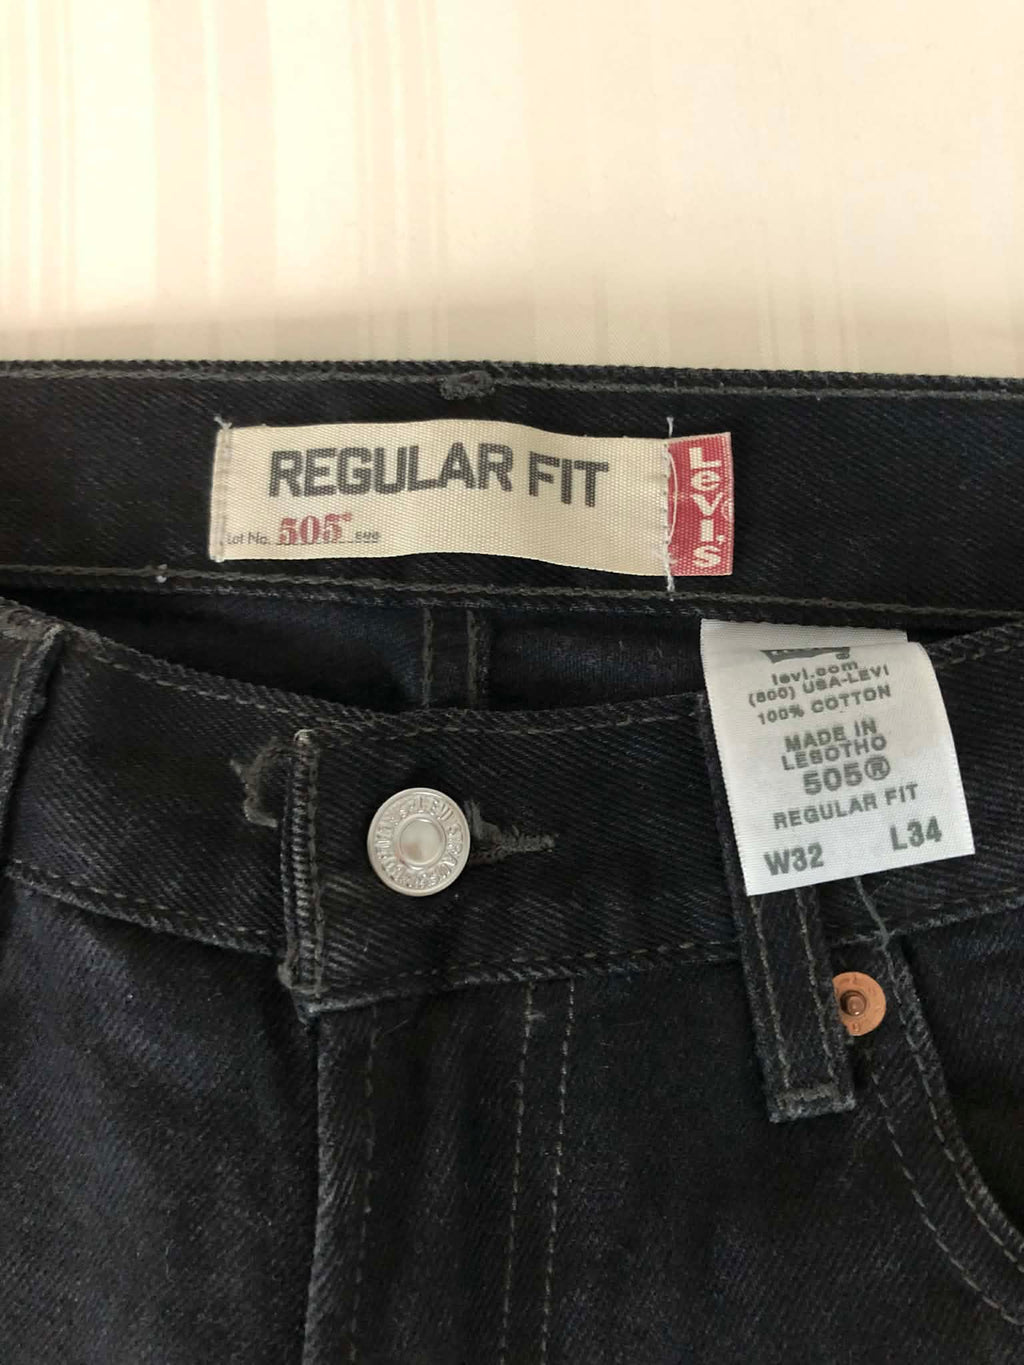 REGULAR FIT
Lot No. 505®
LEVI'S
levi.com
(800) USA-LEVI
100% COTTON
MADE IN
LESOTHO
505®
REGULAR FIT
W32 L34